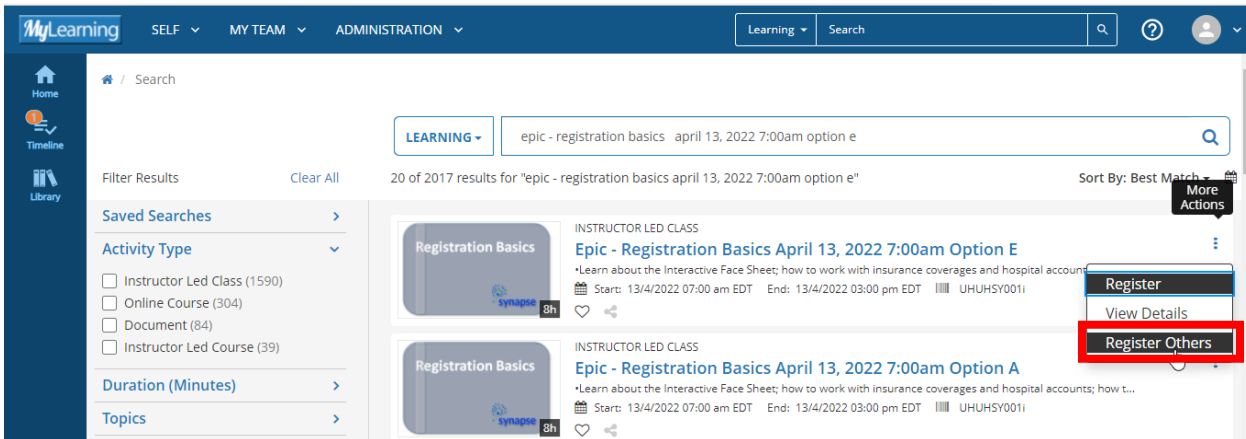 MyLearning SELF MY TEAM ADMINISTRATION Learning Search
Home
1
Timeline
Library
/ Search
LEARNING epic - registration basics april 13, 2022 7:00am option e
Filter Results Clear All
20 of 2017 results for "epic - registration basics april 13, 2022 7:00am option e" Sort By: Best Match
More
Actions
Saved Searches
Activity Type
Instructor Led Class (1590)
Online Course (304)
Document (84)
Instructor Led Course (39)
Duration (Minutes)
Topics
Registration Basics
synapse
8h
INSTRUCTOR LED CLASS
Epic - Registration Basics April 13, 2022 7:00am Option E
•Learn about the Interactive Face Sheet; how to work with insurance coverages and hospital accoun
Start: 13/4/2022 07:00 am EDT End: 13/4/2022 03:00 pm EDT UHUHSY001i
Register
View Details
Register Others
Registration Basics
synapse
8h
INSTRUCTOR LED CLASS
Epic - Registration Basics April 13, 2022 7:00am Option A
•Learn about the Interactive Face Sheet; how to work with insurance coverages and hospital accounts; how t...
Start: 13/4/2022 07:00 am EDT End: 13/4/2022 03:00 pm EDT UHUHSY001i